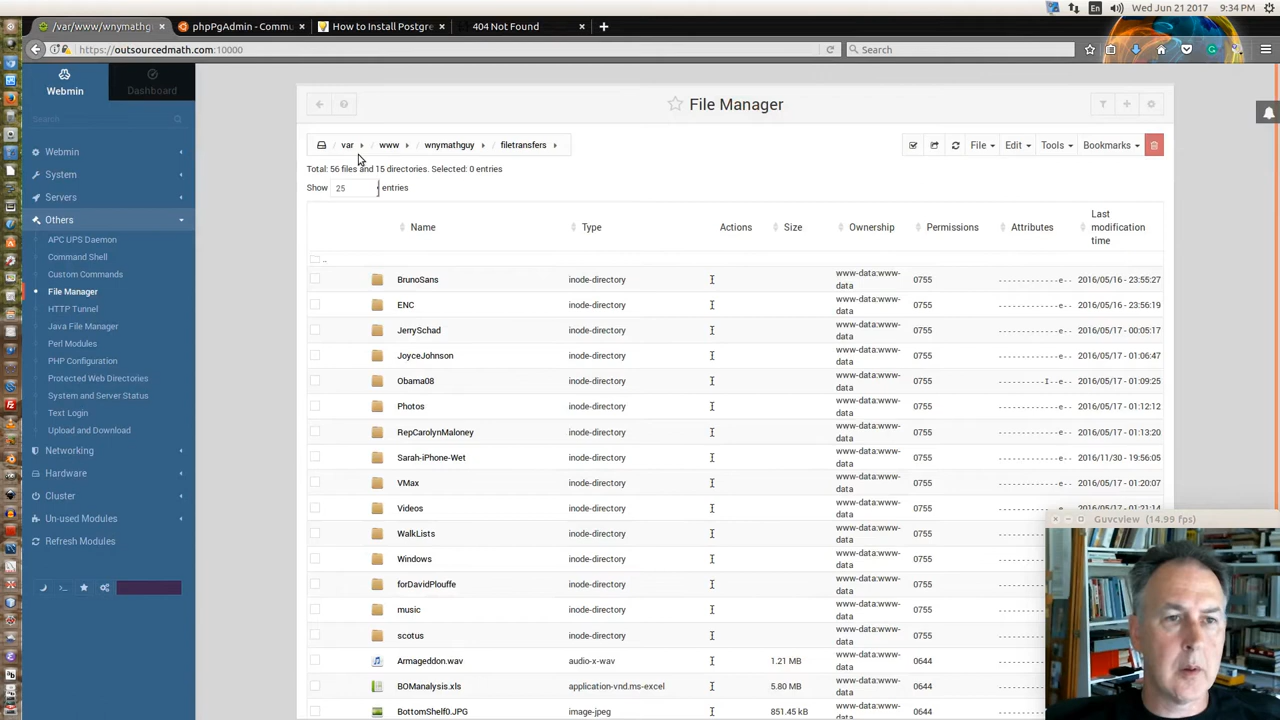 En
Wed Jun 21 2017
9:34 PM
/var/www/wnymathg
phpPgAdmin - Commu
How to Install Postgre
404 Not Found
https://outsourcedmath.com:10000
Search
Webmin
Dashboard
Search
Webmin
System
Servers
Others
APC UPS Daemon
Command Shell
Custom Commands
File Manager
HTTP Tunnel
Java File Manager
Perl Modules
PHP Configuration
Protected Web Directories
System and Server Status
Text Login
Upload and Download
Networking
Hardware
Cluster
Un-used Modules
Refresh Modules
File Manager
/ var / www / wnymathguy / filetransfers
File Edit Tools Bookmarks
Total: 56 files and 15 directories. Selected: 0 entries
Show 25 entries
Name Type Actions Size Ownership Permissions Attributes Last modification time
..
BrunoSans inode-directory www-data:www-data 0755 ------------e-- 2016/05/16 - 23:55:27
ENC inode-directory www-data:www-data 0755 ------------e-- 2016/05/16 - 23:56:19
JerrySchad inode-directory www-data:www-data 0755 ------------e-- 2016/05/17 - 00:05:17
JoyceJohnson inode-directory www-data:www-data 0755 ------------e-- 2016/05/17 - 01:06:47
Obama08 inode-directory www-data:www-data 0755 ----------I--e-- 2016/05/17 - 01:09:25
Photos inode-directory www-data:www-data 0755 ------------e-- 2016/05/17 - 01:12:12
RepCarolynMaloney inode-directory www-data:www-data 0755 ------------e-- 2016/05/17 - 01:13:20
Sarah-iPhone-Wet inode-directory www-data:www-data 0755 ------------e-- 2016/11/30 - 19:56:05
VMax inode-directory www-data:www-data 0755 ------------e-- 2016/05/17 - 01:20:07
Videos inode-directory www-data:www-data 0755 ------------e-- 2016/05/17 - 01:21:14
WalkLists inode-directory www-data:www-data 0755
Windows inode-directory www-data:www-data 0755
forDavidPlouffe inode-directory www-data:www-data 0755
music inode-directory www-data:www-data 0755
scotus inode-directory www-data:www-data 0755
Armageddon.wav audio-x-wav 1.21 MB www-data:www-data 0644
BOManalysis.xls application-vnd.ms-excel 5.80 MB www-data:www-data 0644
BottomShelf0.JPG image-jpeg 851.45 kB www-data:www- 0644
Guvcview (14.99 fps)